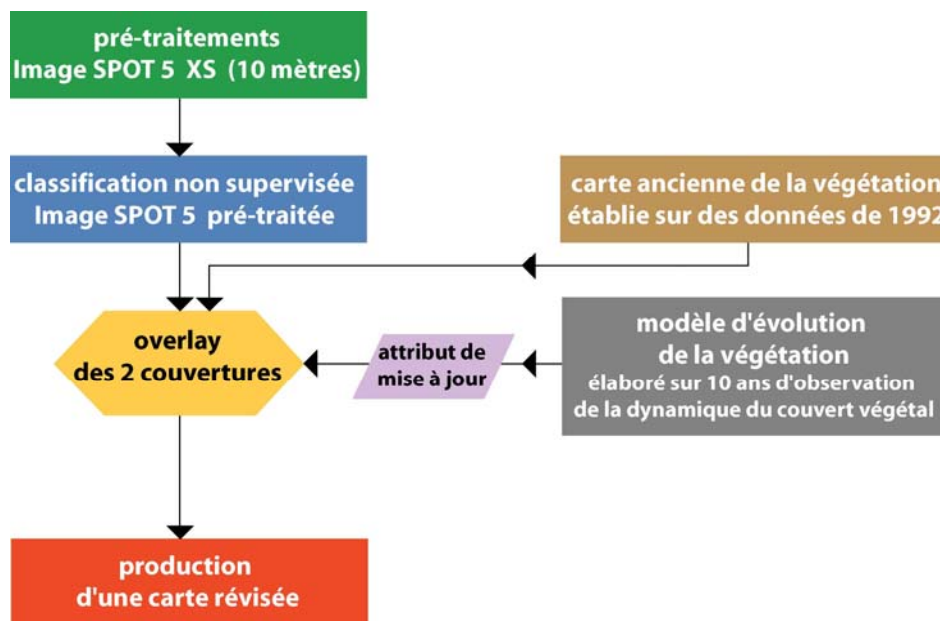 pré-traitements
Image SPOT 5 XS (10 mètres)
classification non supervisée
Image SPOT 5 pré-traitée
carte ancienne de la végétation
établie sur des données de 1992
overlay
des 2 couvertures
attribut de
mise à jour
modèle d'évolution
de la végétation
élaboré sur 10 ans d'observation
de la dynamique du couvert végétal
production
d'une carte révisée